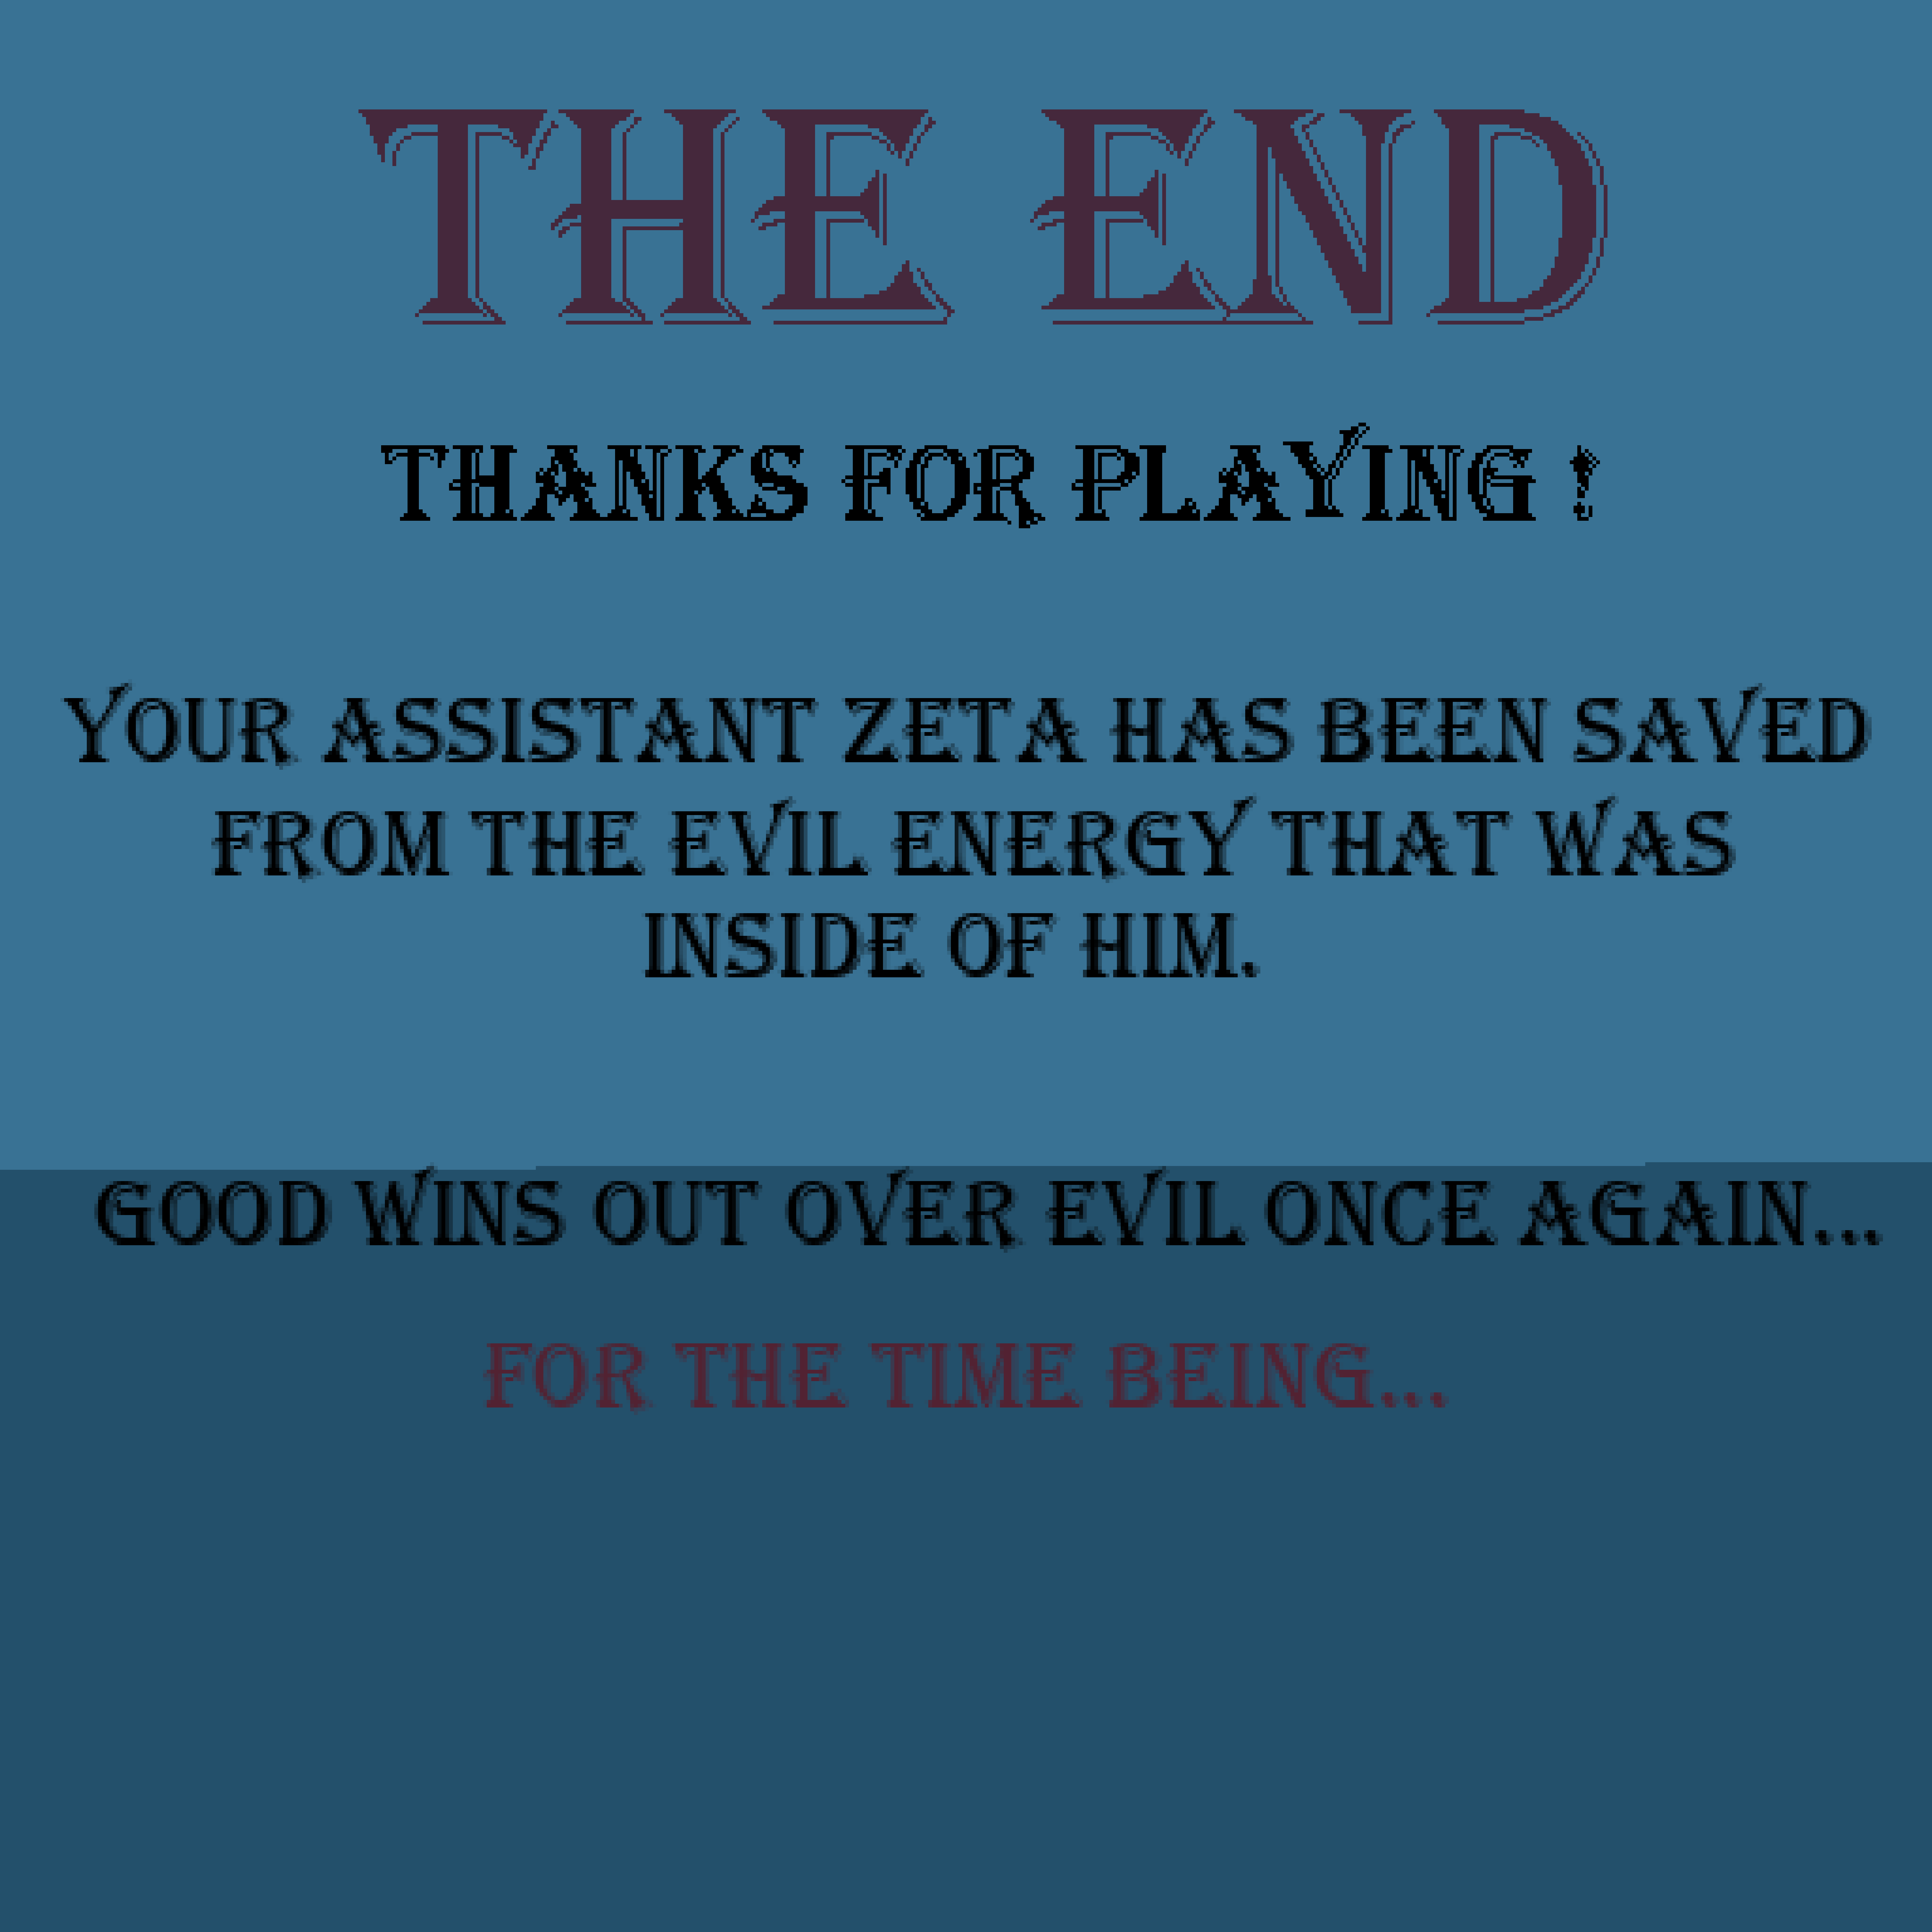 THE END
THANKS FOR PLAYING !
YOUR ASSISTANT ZETA HAS BEEN SAVED
FROM THE EVIL ENERGY THAT WAS
INSIDE OF HIM.
GOOD WINS OUT OVER EVIL ONCE AGAIN...
FOR THE TIME BEING...